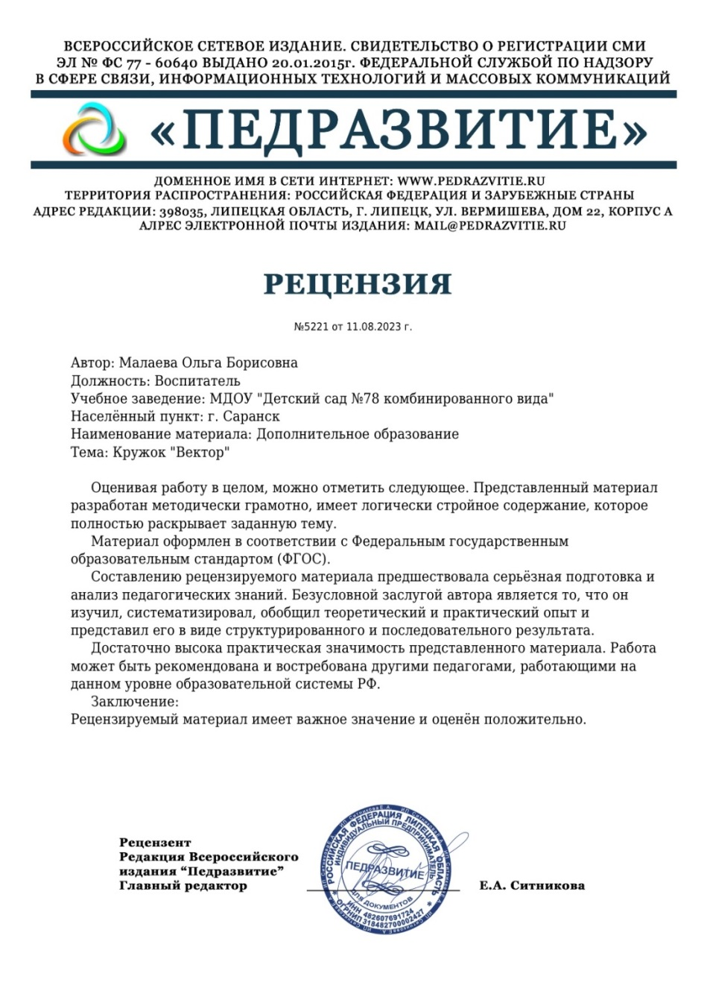 ВСЕРОССИЙСКОЕ СЕТЕВОЕ ИЗДАНИЕ. СВИДЕТЕЛЬСТВО О РЕГИСТРАЦИИ СМИ
ЭЛ № ФС 77 - 60640 ВЫДАНО 20.01.2015г. ФЕДЕРАЛЬНОЙ СЛУЖБОЙ ПО НАДЗОРУ
В СФЕРЕ СВЯЗИ, ИНФОРМАЦИОННЫХ ТЕХНОЛОГИЙ И МАССОВЫХ КОММУНИКАЦИЙ
«ПЕДРАЗВИТИЕ»
ДОМЕННОЕ ИМЯ В СЕТИ ИНТЕРНЕТ: WWW.PEDRAZVITIE.RU
ТЕРРИТОРИЯ РАСПРОСТРАНЕНИЯ: РОССИЙСКАЯ ФЕДЕРАЦИЯ И ЗАРУБЕЖНЫЕ СТРАНЫ
АДРЕС РЕДАКЦИИ: 398035, ЛИПЕЦКАЯ ОБЛАСТЬ, Г. ЛИПЕЦК, УЛ. ВЕРМИШЕВА, ДОМ 22, КОРПУС А
АЛРЕС ЭЛЕКТРОННОЙ ПОЧТЫ ИЗДАНИЯ: MAIL@PEDRAZVITIE.RU
РЕЦЕНЗИЯ
№5221 от 11.08.2023 г.
Автор: Малаева Ольга Борисовна
Должность: Воспитатель
Учебное заведение: МДОУ "Детский сад №78 комбинированного вида"
Населённый пункт: г. Саранск
Наименование материала: Дополнительное образование
Тема: Кружок "Вектор"
Оценивая работу в целом, можно отметить следующее. Представленный материал
разработан методически грамотно, имеет логически стройное содержание, которое
полностью раскрывает заданную тему.
Материал оформлен в соответствии с Федеральным государственным
образовательным стандартом (ФГОС).
Составлению рецензируемого материала предшествовала серьёзная подготовка и
анализ педагогических знаний. Безусловной заслугой автора является то, что он
изучил, систематизировал, обобщил теоретический и практический опыт и
представил его в виде структурированного и последовательного результата.
Достаточно высока практическая значимость представленного материала. Работа
может быть рекомендована и востребована другими педагогами, работающими на
данном уровне образовательной системы РФ.
Заключение:
Рецензируемый материал имеет важное значение и оценён положительно.
Рецензент
Редакция Всероссийского
издания “Педразвитие”
Главный редактор
Е.А. Ситникова
ИП Ситникова Е.А.
РОССИЙСКАЯ ФЕДЕРАЦИЯ ЛИПЕЦКАЯ ОБЛАСТЬ
ИНДИВИДУАЛЬНЫЙ ПРЕДПРИНИМАТЕЛЬ
ПЕДРАЗВИТИЕ
ДЛЯ ДОКУМЕНТОВ
ИНН 482607691724
ОГРНИП 318482700002427